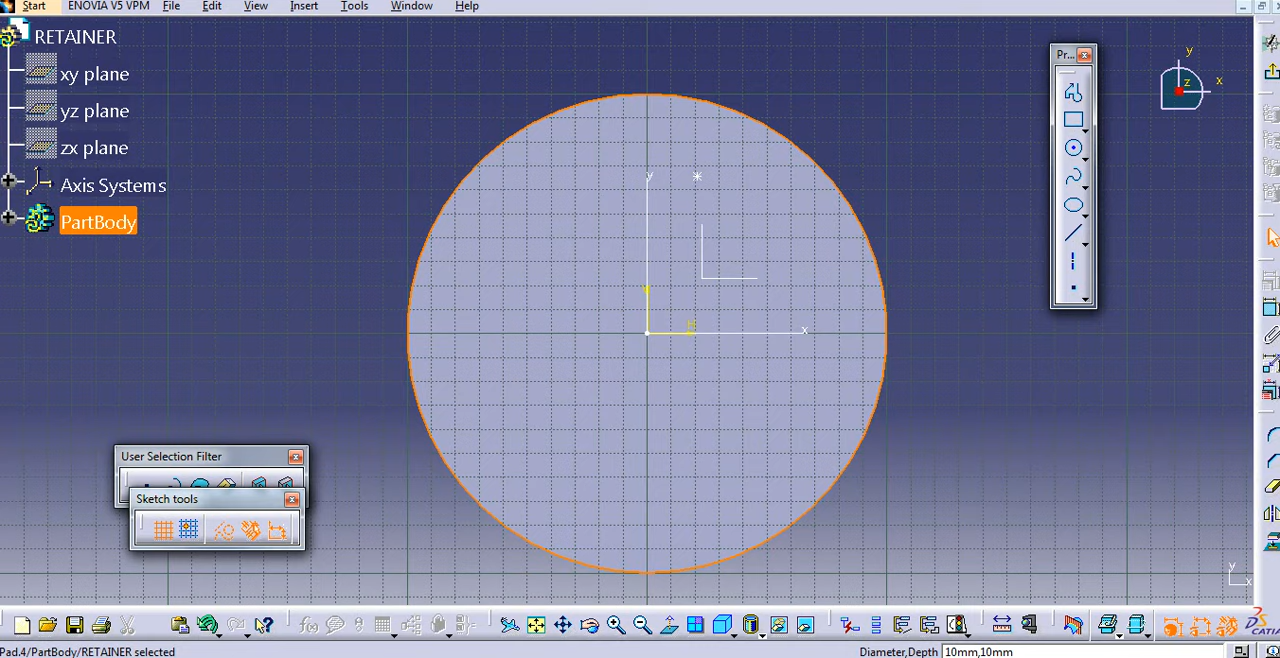 Start ENOVIA V5 VPM File Edit View Insert Tools Window Help
RETAINER
xy plane
yz plane
zx plane
Axis Systems
PartBody
Pr...
y
x
z
y
x
User Selection Filter
Sketch tools
y
x
CATIA
Pad.4/PartBody/RETAINER selected
Diameter,Depth 10mm,10mm